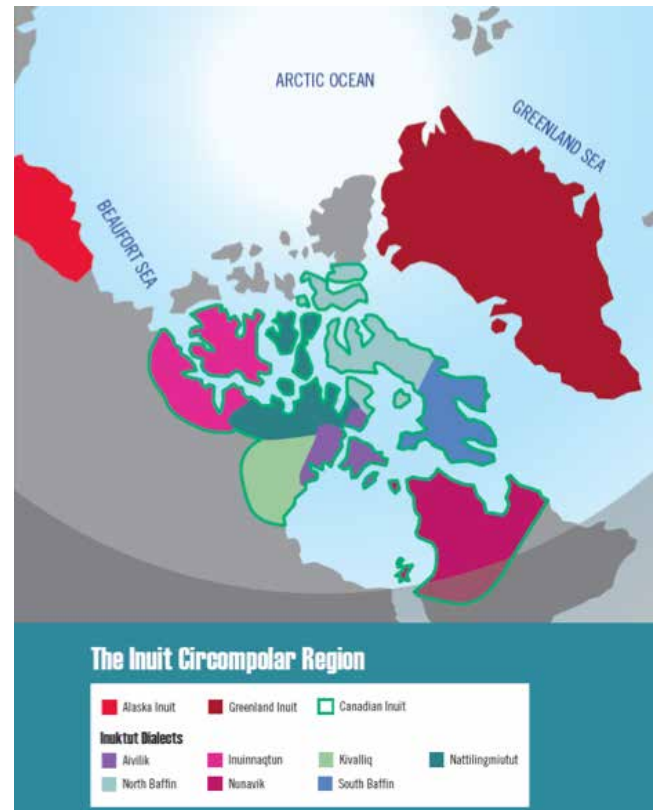 ARCTIC OCEAN
GREENLAND SEA
BEAUFORT SEA
The Inuit Circompolar Region
Alaska Inuit Greenland Inuit Canadian Inuit
Inuktut Dialects
Aivilik Inuinnaqtun Kivalliq Nattilingmiutut
North Baffin Nunavik South Baffin